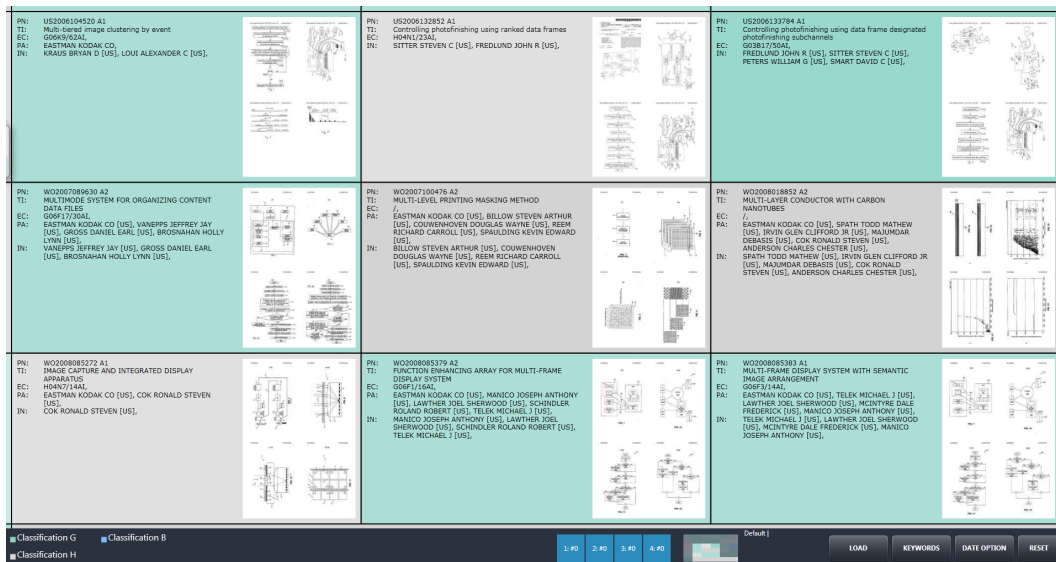 PN: US2006104520 A1
TI: Multi-tiered image clustering by event
EC: G06K9/62AI,
PA: EASTMAN KODAK CO,
IN: KRAUS BRYAN D [US], LOUI ALEXANDER C [US],
PN: US2006132852 A1
TI: Controlling photofinishing using ranked data frames
EC: H04N1/23AI,
IN: SITTER STEVEN C [US], FREDLUND JOHN R [US],
PN: US2006133784 A1
TI: Controlling photofinishing using data frame designated
photofinishing subchannels
EC: G03B17/50AI,
IN: FREDLUND JOHN R [US], SITTER STEVEN C [US],
PETERS WILLIAM G [US], SMART DAVID C [US],
PN: WO2007089630 A2
TI: MULTIMODE SYSTEM FOR ORGANIZING CONTENT
DATA FILES
EC: G06F17/30AI,
PA: EASTMAN KODAK CO [US], VANEPPS JEFFREY JAY
[US], GROSS DANIEL EARL [US], BROSNAHAN HOLLY
LYNN [US],
IN: VANEPPS JEFFREY JAY [US], GROSS DANIEL EARL
[US], BROSNAHAN HOLLY LYNN [US],
PN: WO2007100476 A2
TI: MULTI-LEVEL PRINTING MASKING METHOD
EC: /,
PA: EASTMAN KODAK CO [US], BILLOW STEVEN ARTHUR
[US], COUWENHOVEN DOUGLAS WAYNE [US], REEM
RICHARD CARROLL [US], SPAULDING KEVIN EDWARD
[US],
IN: BILLOW STEVEN ARTHUR [US], COUWENHOVEN
DOUGLAS WAYNE [US], REEM RICHARD CARROLL
[US], SPAULDING KEVIN EDWARD [US],
PN: WO2008018852 A2
TI: MULTI-LAYER CONDUCTOR WITH CARBON
NANOTUBES
EC: /,
PA: EASTMAN KODAK CO [US], SPATH TODD MATHEW
[US], IRVIN GLEN CLIFFORD JR [US], MAJUMDAR
DEBASIS [US], COK RONALD STEVEN [US],
ANDERSON CHARLES CHESTER [US],
IN: SPATH TODD MATHEW [US], IRVIN GLEN CLIFFORD JR
[US], MAJUMDAR DEBASIS [US], COK RONALD
STEVEN [US], ANDERSON CHARLES CHESTER [US],
PN: WO2008085272 A1
TI: IMAGE CAPTURE AND INTEGRATED DISPLAY
APPARATUS
EC: H04N7/14AI,
PA: EASTMAN KODAK CO [US], COK RONALD STEVEN
[US],
IN: COK RONALD STEVEN [US],
PN: WO2008085379 A2
TI: FUNCTION ENHANCING ARRAY FOR MULTI-FRAME
DISPLAY SYSTEM
EC: G06F1/16AI,
PA: EASTMAN KODAK CO [US], MANICO JOSEPH ANTHONY
[US], LAWTHER JOEL SHERWOOD [US], SCHINDLER
ROLAND ROBERT [US], TELEK MICHAEL J [US],
IN: MANICO JOSEPH ANTHONY [US], LAWTHER JOEL
SHERWOOD [US], SCHINDLER ROLAND ROBERT [US],
TELEK MICHAEL J [US],
PN: WO2008085383 A1
TI: MULTI-FRAME DISPLAY SYSTEM WITH SEMANTIC
IMAGE ARRANGEMENT
EC: G06F3/14AI,
PA: EASTMAN KODAK CO [US], TELEK MICHAEL J [US],
LAWTHER JOEL SHERWOOD [US], MCINTYRE DALE
FREDERICK [US], MANICO JOSEPH ANTHONY [US],
IN: TELEK MICHAEL J [US], LAWTHER JOEL SHERWOOD
[US], MCINTYRE DALE FREDERICK [US], MANICO
JOSEPH ANTHONY [US],
Classification G Classification B
Classification H
1: #0 2: #0 3: #0 4: #0
Default |
LOAD KEYWORDS DATE OPTION RESET